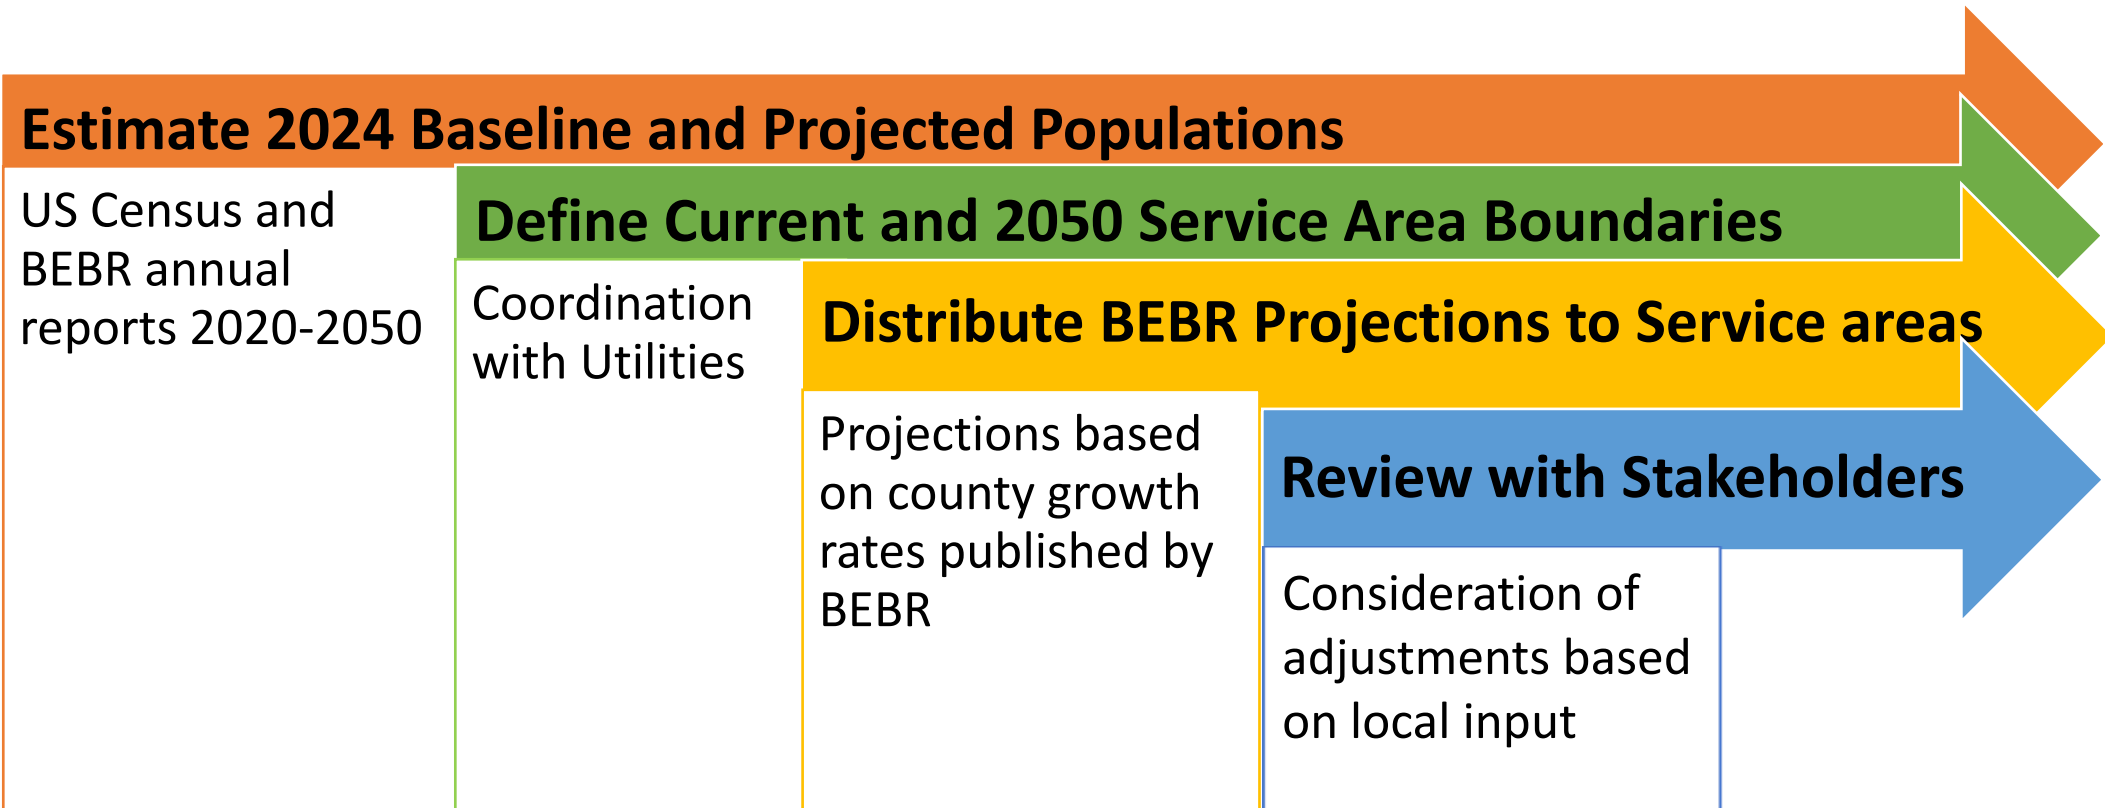 Estimate 2024 Baseline and Projected Populations
US Census and
BEBR annual
reports 2020-2050
Define Current and 2050 Service Area Boundaries
Coordination
with Utilities
Distribute BEBR Projections to Service areas
Projections based
on county growth
rates published by
BEBR
Review with Stakeholders
Consideration of
adjustments based
on local input